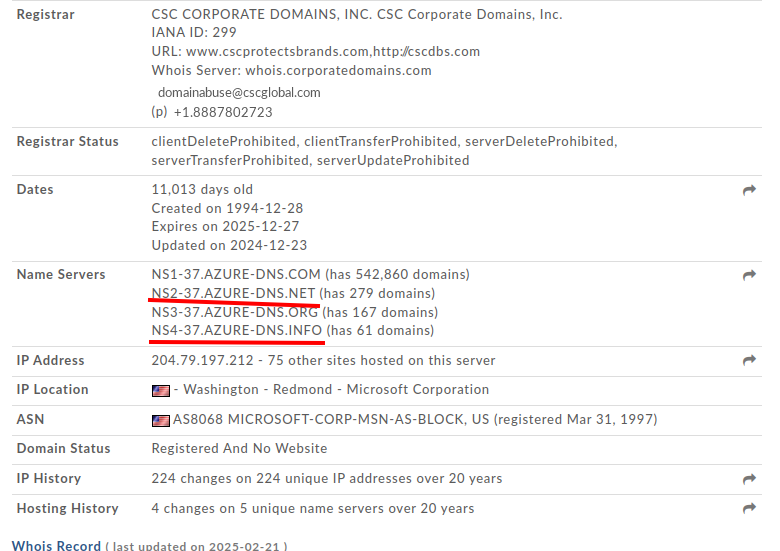 Registrar
CSC CORPORATE DOMAINS, INC. CSC Corporate Domains, Inc.
IANA ID: 299
URL: www.cscprotectsbrands.com,http://cscdbs.com
Whois Server: whois.corporatedomains.com
domainabuse@cscglobal.com
(p) +1.8887802723
Registrar Status
clientDeleteProhibited, clientTransferProhibited, serverDeleteProhibited,
serverTransferProhibited, serverUpdateProhibited
Dates
11,013 days old
Created on 1994-12-28
Expires on 2025-12-27
Updated on 2024-12-23
Name Servers
NS1-37.AZURE-DNS.COM (has 542,860 domains)
NS2-37.AZURE-DNS.NET (has 279 domains)
NS3-37.AZURE-DNS.ORG (has 167 domains)
NS4-37.AZURE-DNS.INFO (has 61 domains)
IP Address
204.79.197.212 - 75 other sites hosted on this server
IP Location
- Washington - Redmond - Microsoft Corporation
ASN
AS8068 MICROSOFT-CORP-MSN-AS-BLOCK, US (registered Mar 31, 1997)
Domain Status
Registered And No Website
IP History
224 changes on 224 unique IP addresses over 20 years
Hosting History
4 changes on 5 unique name servers over 20 years
Whois Record ( last updated on 2025-02-21 )